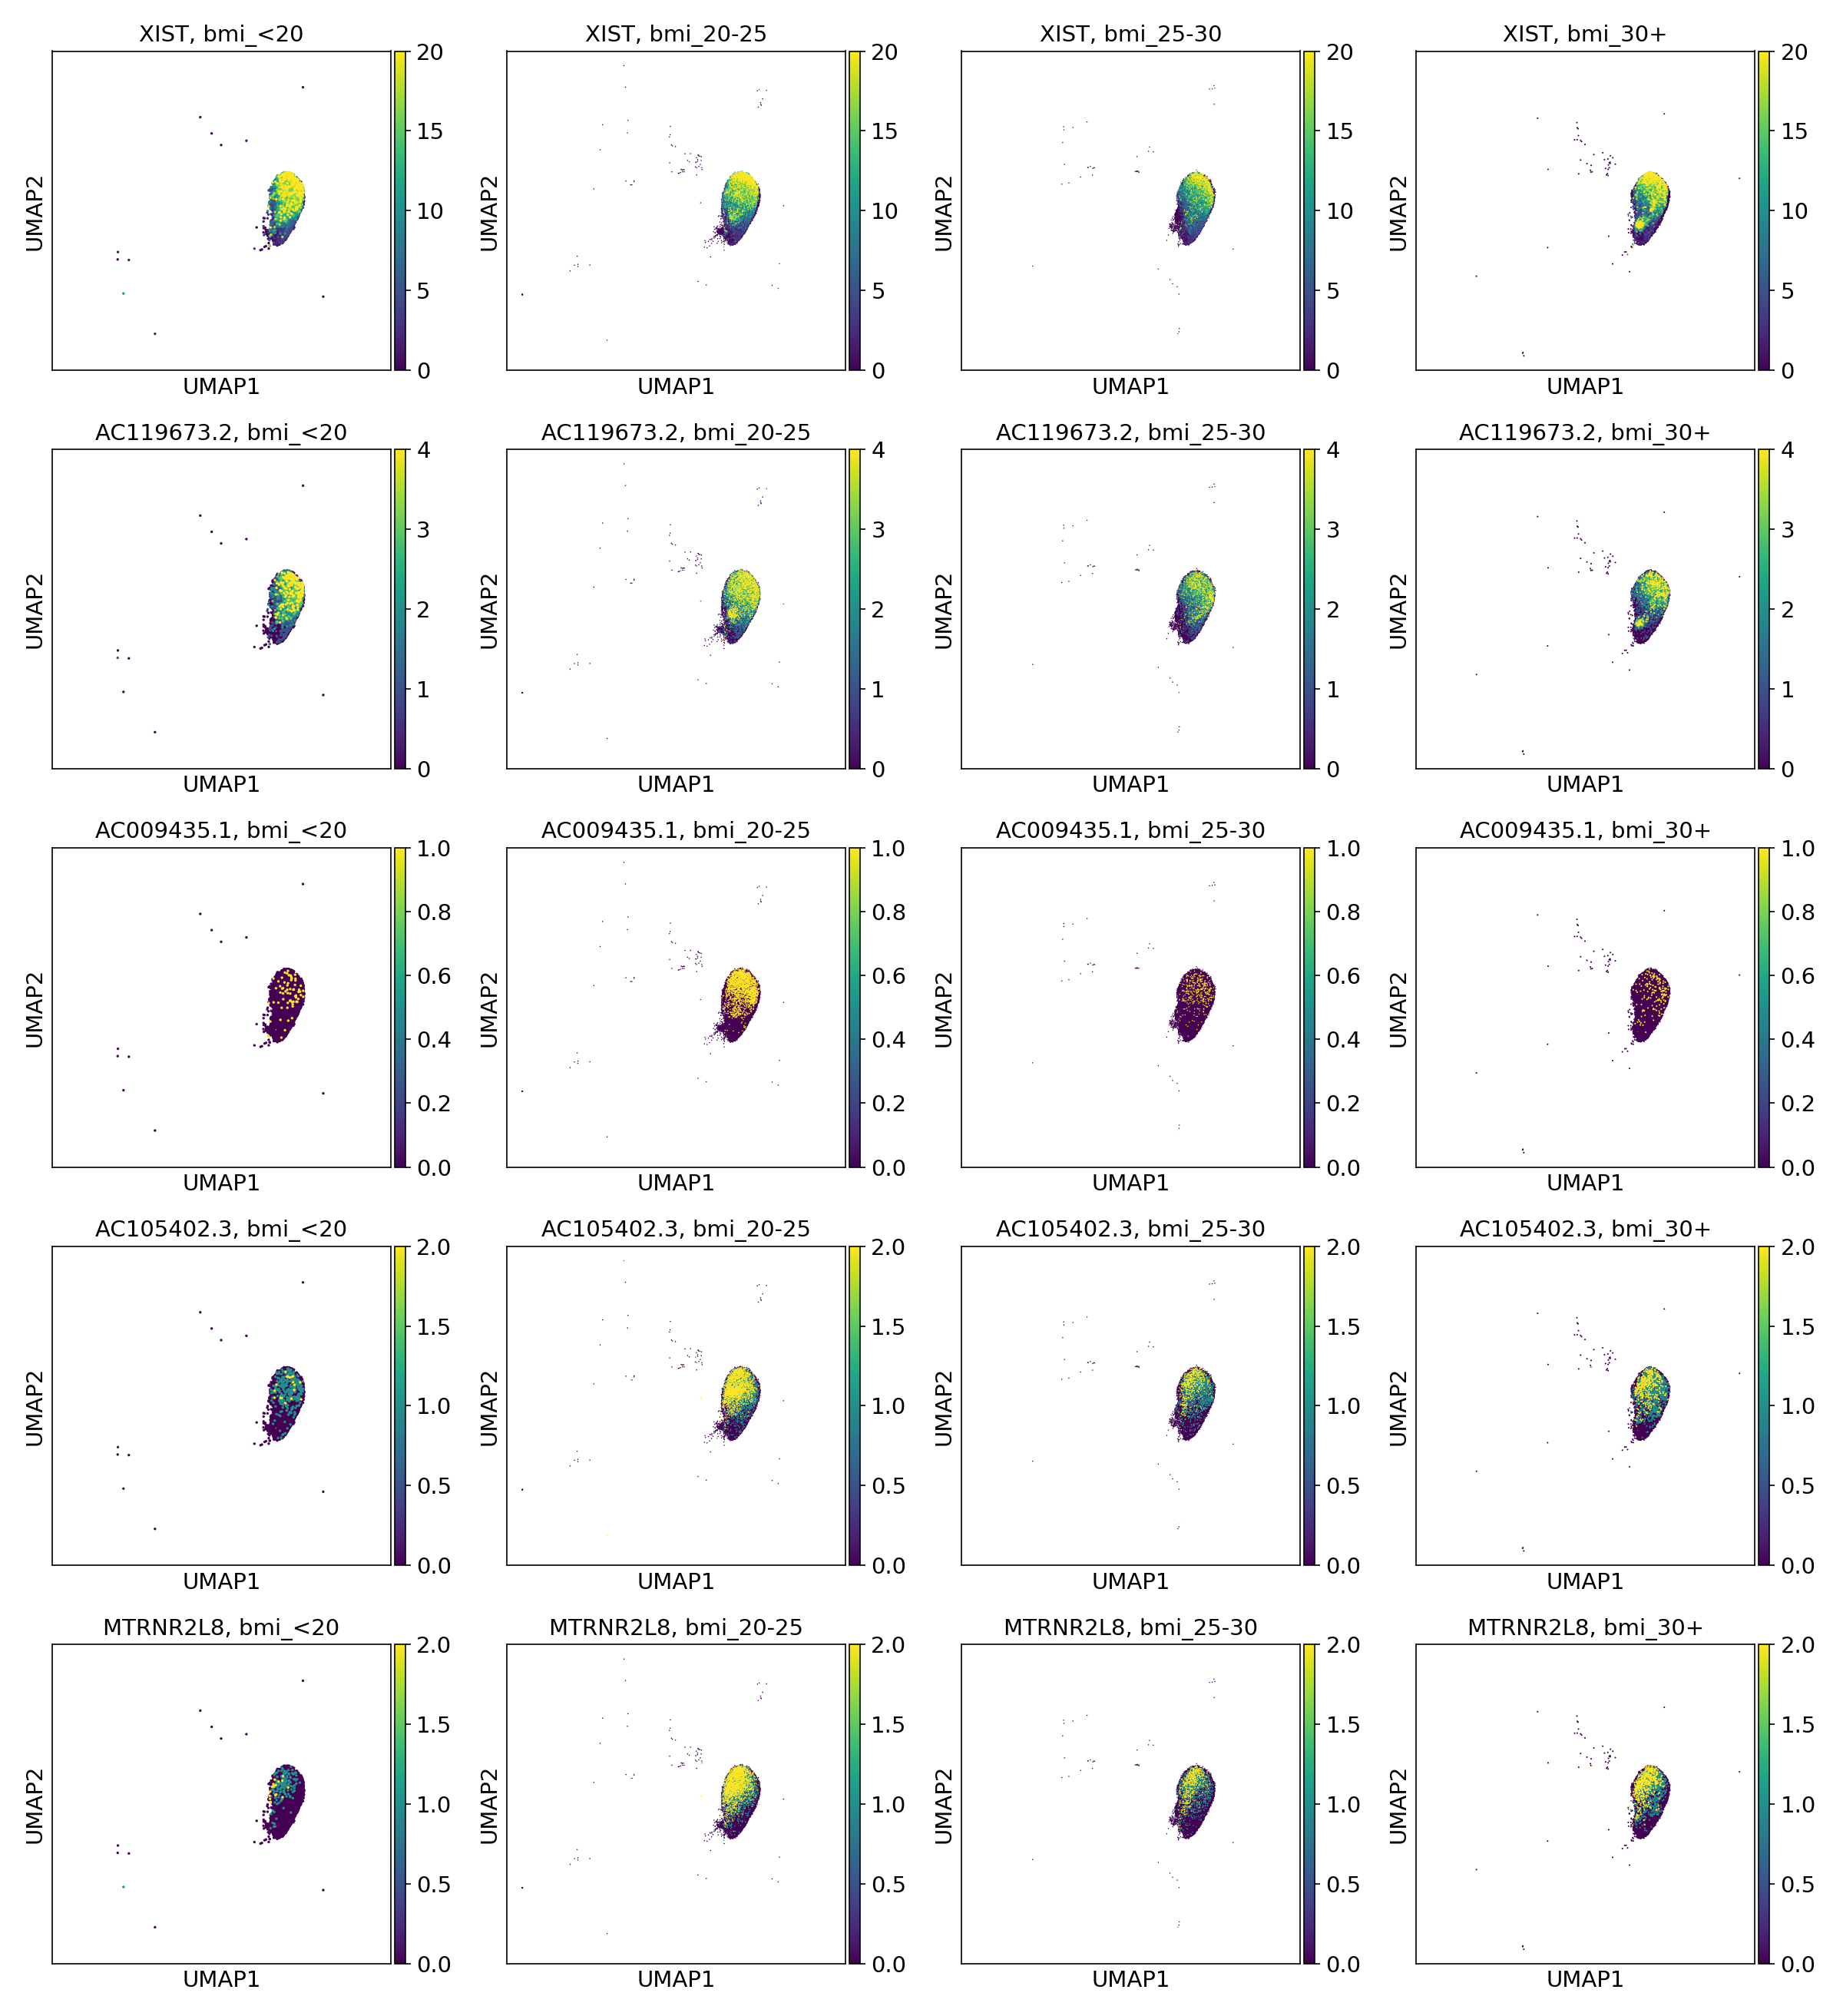 XIST, bmi_<20 XIST, bmi_20-25 XIST, bmi_25-30 XIST, bmi_30+
20 20 20 20
15 15 15 15
UMAP2 10 UMAP2 10 UMAP2 10 UMAP2 10
5 5 5 5
0 0 0 0
UMAP1 UMAP1 UMAP1 UMAP1
AC119673.2, bmi_<20 AC119673.2, bmi_20-25 AC119673.2, bmi_25-30 AC119673.2, bmi_30+
4 4 4 4
3 3 3 3
UMAP2 2 UMAP2 2 UMAP2 2 UMAP2 2
1 1 1 1
0 0 0 0
UMAP1 UMAP1 UMAP1 UMAP1
AC009435.1, bmi_<20 AC009435.1, bmi_20-25 AC009435.1, bmi_25-30 AC009435.1, bmi_30+
1.0 1.0 1.0 1.0
0.8 0.8 0.8 0.8
0.6 0.6 0.6 0.6
UMAP2 UMAP2 UMAP2 UMAP2
0.4 0.4 0.4 0.4
0.2 0.2 0.2 0.2
0.0 0.0 0.0 0.0
UMAP1 UMAP1 UMAP1 UMAP1
AC105402.3, bmi_<20 AC105402.3, bmi_20-25 AC105402.3, bmi_25-30 AC105402.3, bmi_30+
2.0 2.0 2.0 2.0
1.5 1.5 1.5 1.5
UMAP2 1.0 UMAP2 1.0 UMAP2 1.0 UMAP2 1.0
0.5 0.5 0.5 0.5
0.0 0.0 0.0 0.0
UMAP1 UMAP1 UMAP1 UMAP1
MTRNR2L8, bmi_<20 MTRNR2L8, bmi_20-25 MTRNR2L8, bmi_25-30 MTRNR2L8, bmi_30+
2.0 2.0 2.0 2.0
1.5 1.5 1.5 1.5
UMAP2 1.0 UMAP2 1.0 UMAP2 1.0 UMAP2 1.0
0.5 0.5 0.5 0.5
0.0 0.0 0.0 0.0
UMAP1 UMAP1 UMAP1 UMAP1